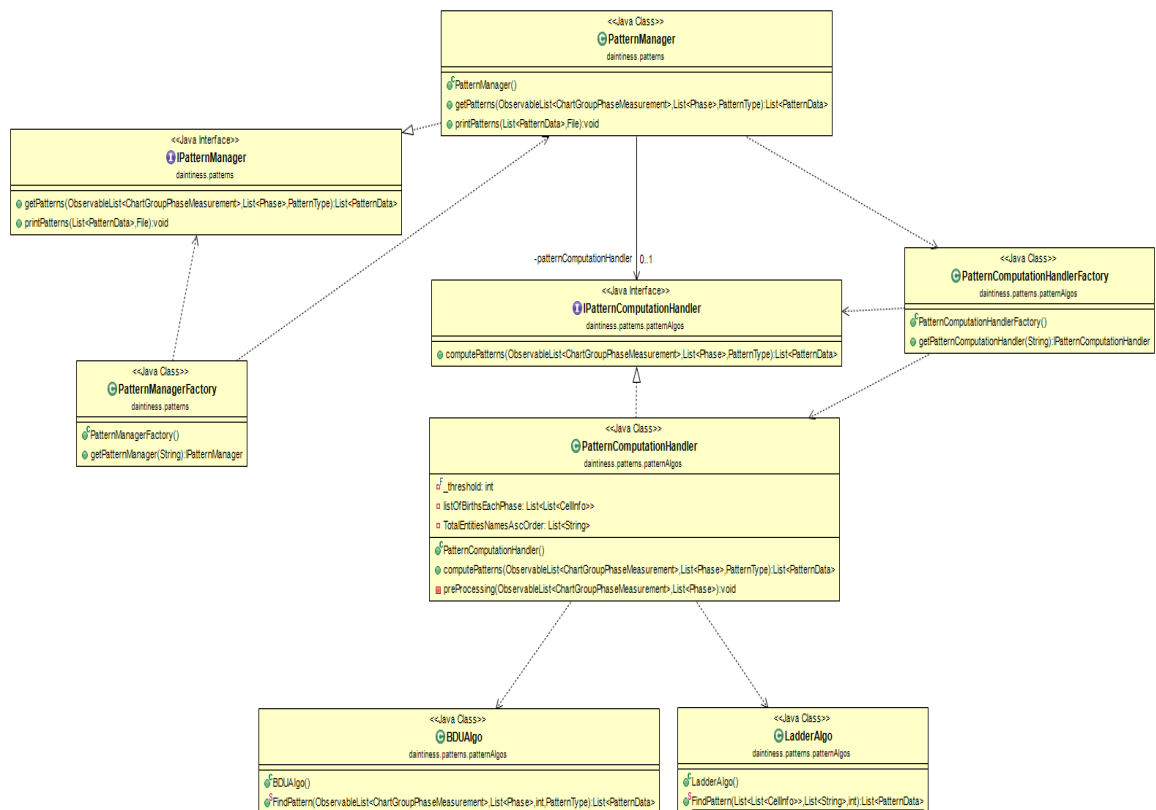 <<Java Class>>
PatternManager
daintiness.patterns
PatternManager()
getPatterns(ObservableList<ChartGroupPhaseMeasurement>,List<Phase>,PatternType):List<PatternData>
printPatterns(List<PatternData>,File):void
<<Java Interface>>
IPatternManager
daintiness.patterns
getPatterns(ObservableList<ChartGroupPhaseMeasurement>,List<Phase>,PatternType):List<PatternData>
printPatterns(List<PatternData>,File):void
-patternComputationHandler 0..1
<<Java Class>>
PatternComputationHandlerFactory
daintiness.patterns.patternAlgos
PatternComputationHandlerFactory()
getPatternComputationHandler(String):IPatternComputationHandler
<<Java Interface>>
IPatternComputationHandler
daintiness.patterns.patternAlgos
computePatterns(ObservableList<ChartGroupPhaseMeasurement>,List<Phase>,PatternType):List<PatternData>
<<Java Class>>
PatternManagerFactory
daintiness.patterns
PatternManagerFactory()
getPatternManager(String):IPatternManager
<<Java Class>>
PatternComputationHandler
daintiness.patterns.patternAlgos
_threshold: int
listOfBirthsEachPhase: List<List<CellInfo>>
TotalEntitiesNamesAscOrder: List<String>
PatternComputationHandler()
computePatterns(ObservableList<ChartGroupPhaseMeasurement>,List<Phase>,PatternType):List<PatternData>
preProcessing(ObservableList<ChartGroupPhaseMeasurement>,List<Phase>):void
<<Java Class>>
BDUAlgo
daintiness.patterns.patternAlgos
BDUAlgo()
FindPattern(ObservableList<ChartGroupPhaseMeasurement>,List<Phase>,int,PatternType):List<PatternData>
<<Java Class>>
LadderAlgo
daintiness.patterns.patternAlgos
LadderAlgo()
FindPattern(List<List<CellInfo>>,List<String>,int):List<PatternData>